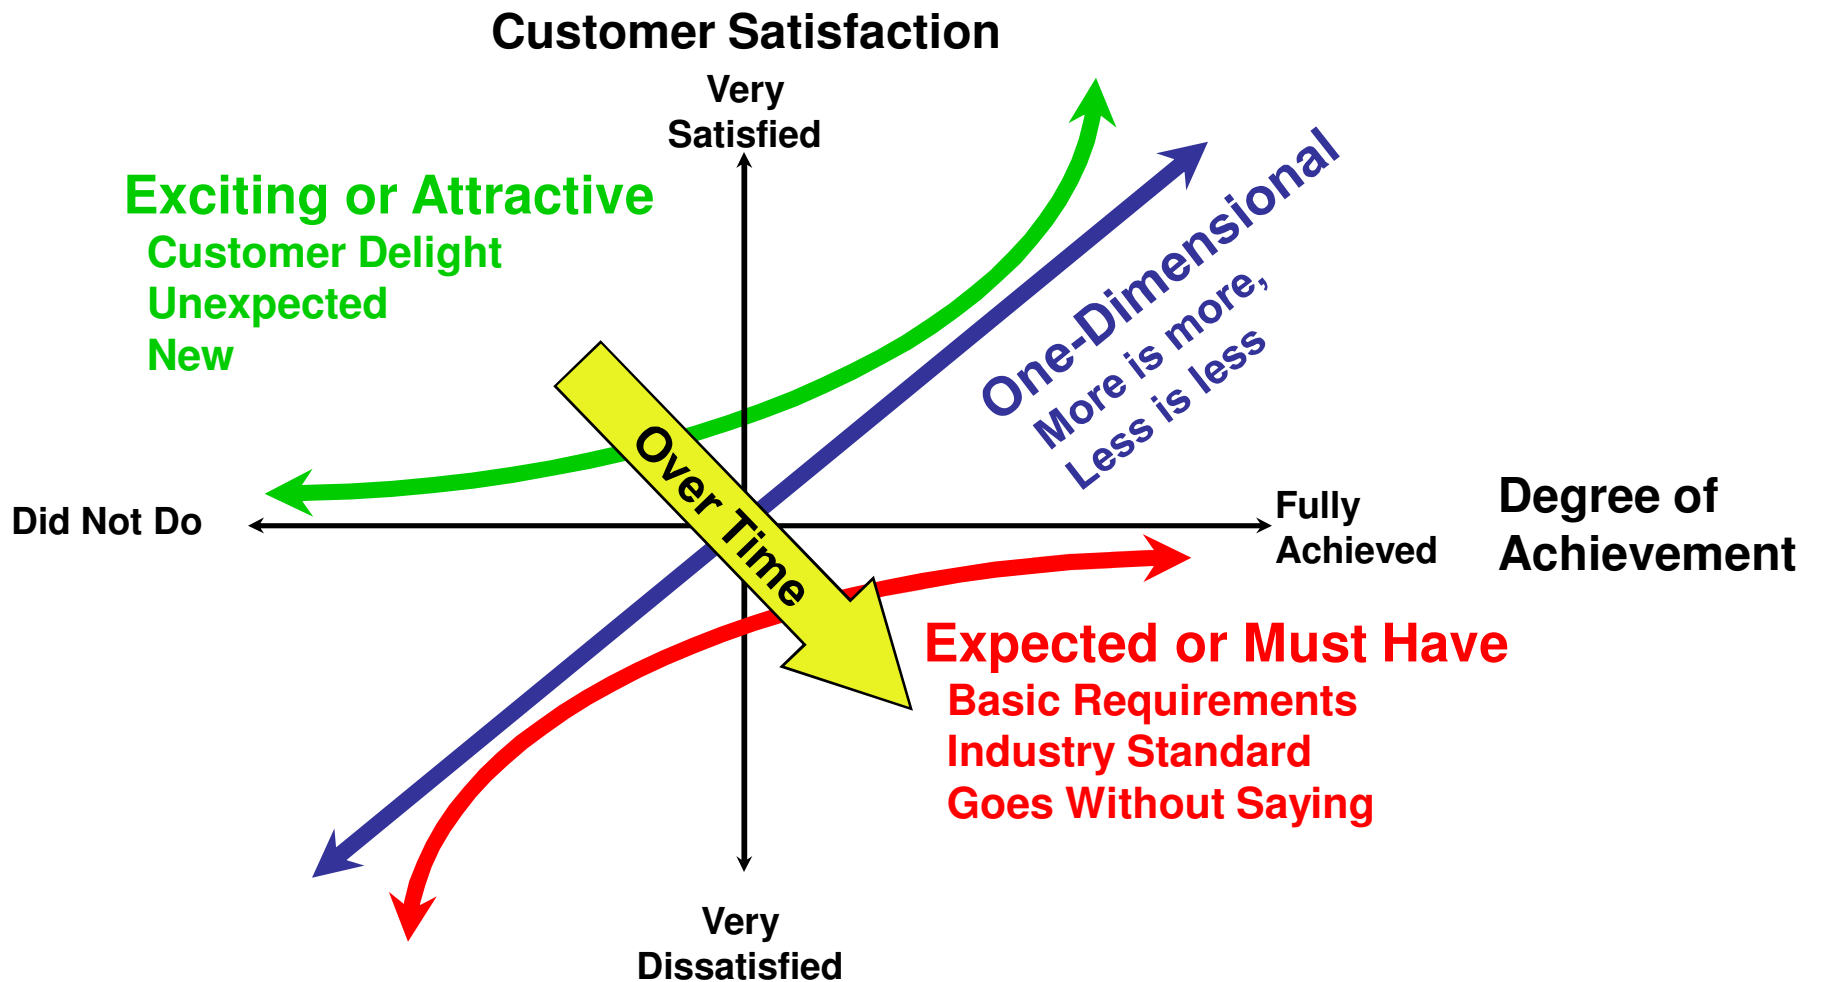 Customer Satisfaction
Very
Satisfied
Exciting or Attractive
Customer Delight
Unexpected
New
One-Dimensional
More is more,
Less is less
Over Time
Did Not Do
Fully
Achieved
Degree of
Achievement
Expected or Must Have
Basic Requirements
Industry Standard
Goes Without Saying
Very
Dissatisfied